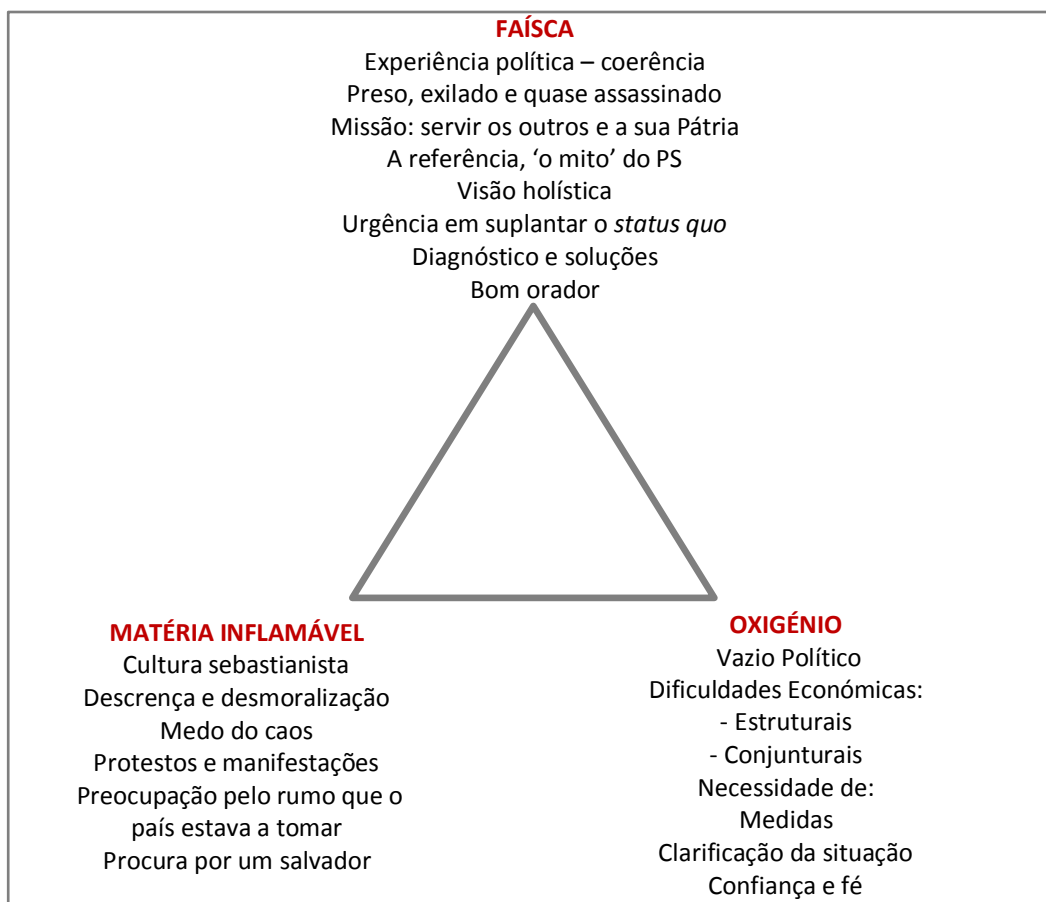 FAÍSCA
Experiência política – coerência
Preso, exilado e quase assassinado
Missão: servir os outros e a sua Pátria
A referência, ‘o mito’ do PS
Visão holística
Urgência em suplantar o status quo
Diagnóstico e soluções
Bom orador
MATÉRIA INFLAMÁVEL
Cultura sebastianista
Descrença e desmoralização
Medo do caos
Protestos e manifestações
Preocupação pelo rumo que o
país estava a tomar
Procura por um salvador
OXIGÉNIO
Vazio Político
Dificuldades Económicas:
- Estruturais
- Conjunturais
Necessidade de:
Medidas
Clarificação da situação
Confiança e fé